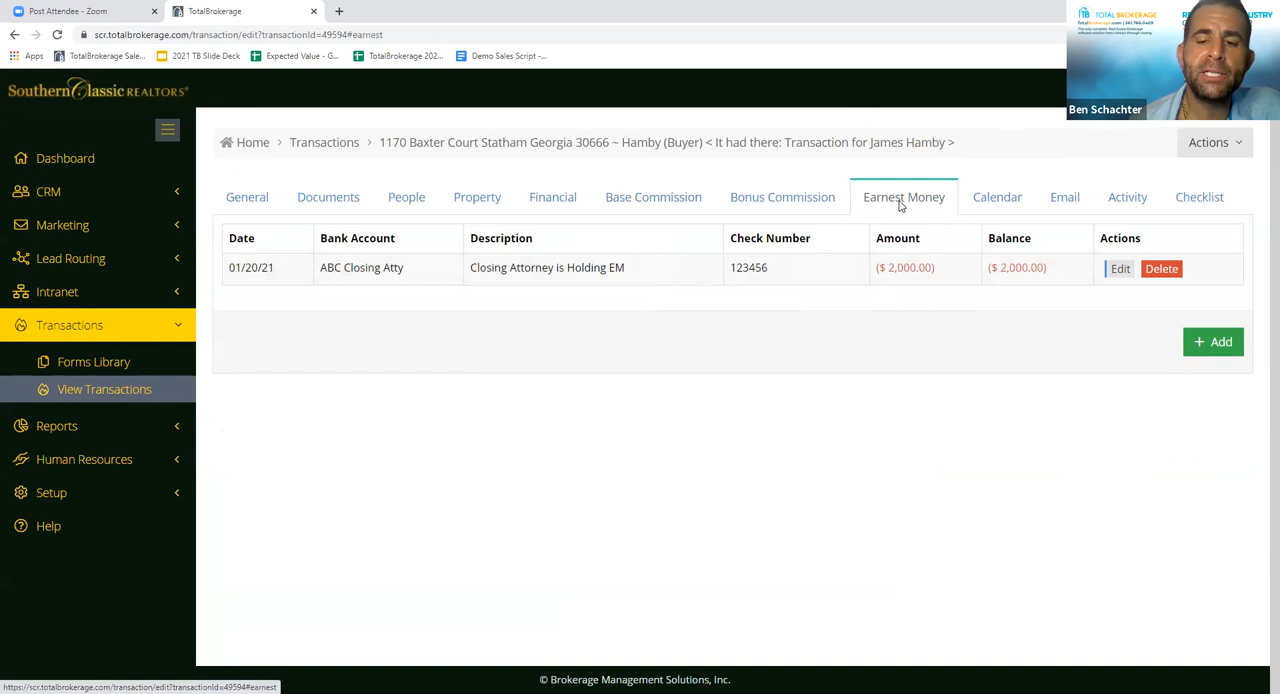 Post Attendee - Zoom
TotalBrokerage
scr.totalbrokerage.com/transaction/edit?transactionId=49594#earnest
Apps
TotalBrokerage Sale...
2021 TB Slide Deck
Expected Value - G...
TotalBrokerage 202...
Demo Sales Script -...
TOTAL BROKERAGE
Ben Schachter
Southern Classic REALTORS®
Home > Transactions > 1170 Baxter Court Statham Georgia 30666 ~ Hamby (Buyer) < It had there: Transaction for James Hamby >
Actions
Dashboard
CRM
Marketing
Lead Routing
Intranet
Transactions
Forms Library
View Transactions
Reports
Human Resources
Setup
Help
General Documents People Property Financial Base Commission Bonus Commission Earnest Money Calendar Email Activity Checklist
Date Bank Account Description Check Number Amount Balance Actions
01/20/21 ABC Closing Atty Closing Attorney is Holding EM 123456 ($ 2,000.00) ($ 2,000.00) Edit Delete
+ Add
© Brokerage Management Solutions, Inc.
https://scr.totalbrokerage.com/transaction/edit?transactionId=49594#earnest